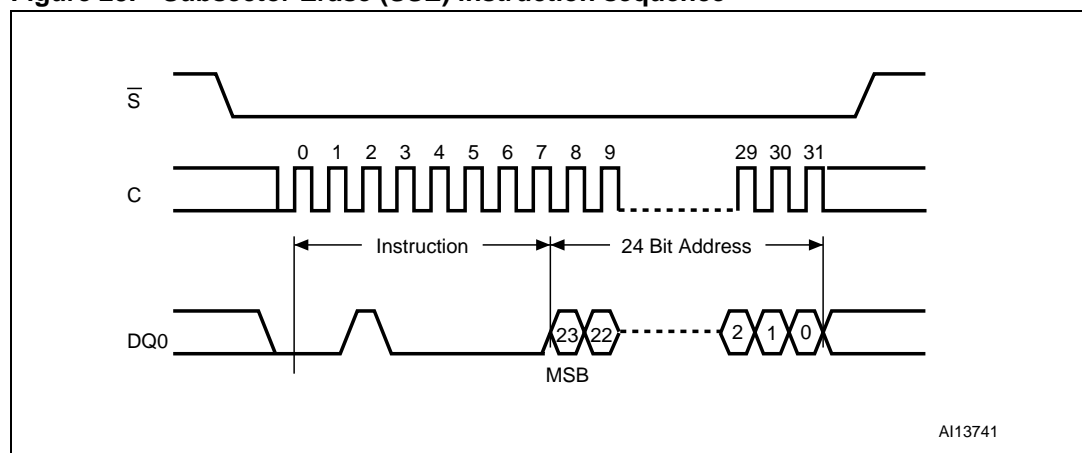 Figure Subsector Erase (SSE) instruction sequence
S̅
0 1 2 3 4 5 6 7 8 9 29 30 31
C
Instruction 24 Bit Address
DQ0 23 22 2 1 0
MSB
AI13741